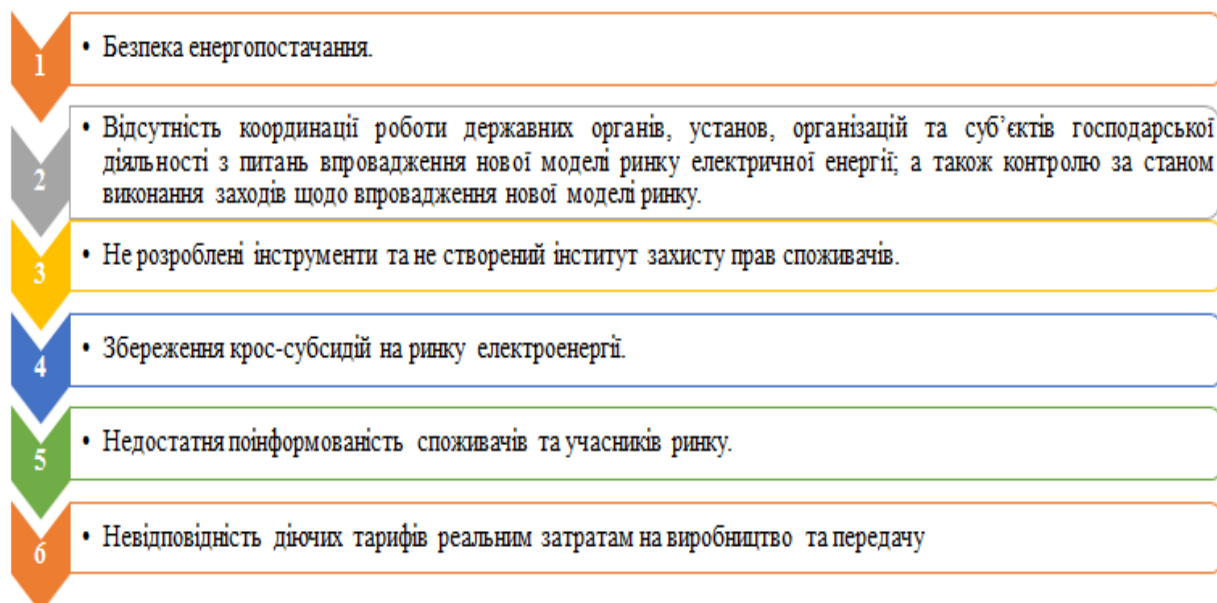 1
• Безпека енергопостачання.
2
• Відсутність координації роботи державних органів, установ, організацій та суб’єктів господарської
діяльності з питань впровадження нової моделі ринку електричної енергії; а також контролю за станом
виконання заходів щодо впровадження нової моделі ринку.
3
• Не розроблені інструменти та не створений інститут захисту прав споживачів.
4
• Збереження крос-субсидій на ринку електроенергії.
5
• Недостатня поінформованість споживачів та учасників ринку.
6
• Невідповідність діючих тарифів реальним затратам на виробництво та передачу